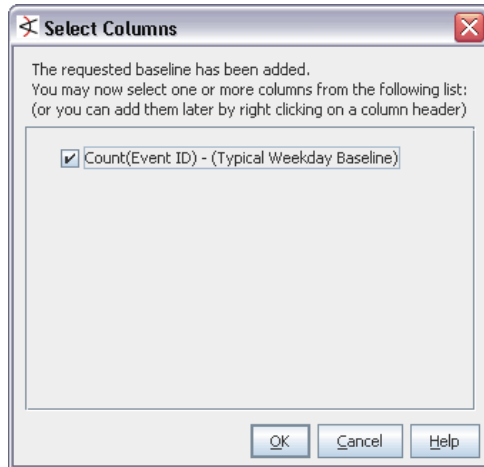 Select Columns
The requested baseline has been added.
You may now select one or more columns from the following list:
(or you can add them later by right clicking on a column header)
Count(Event ID) - (Typical Weekday Baseline)
OK Cancel Help